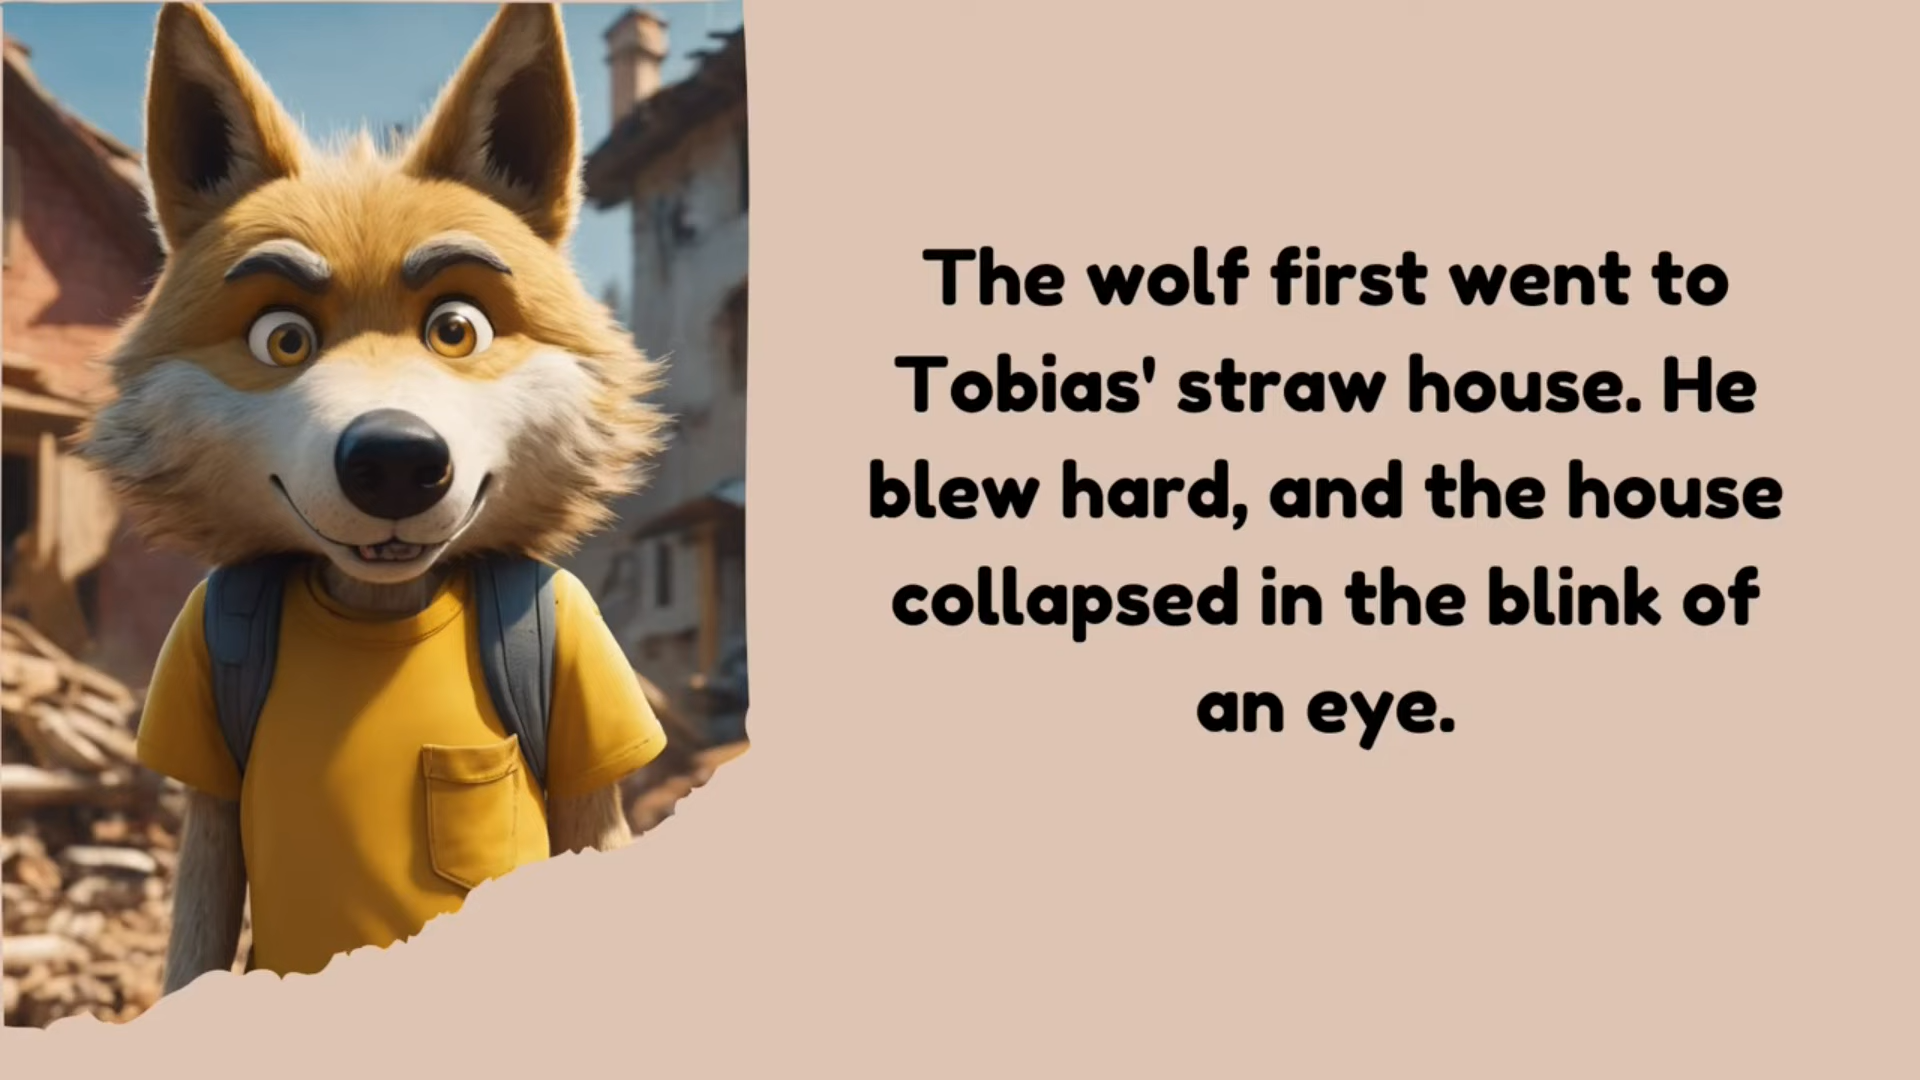 The wolf first went to
Tobias' straw house. He
blew hard, and the house
collapsed in the blink of
an eye.